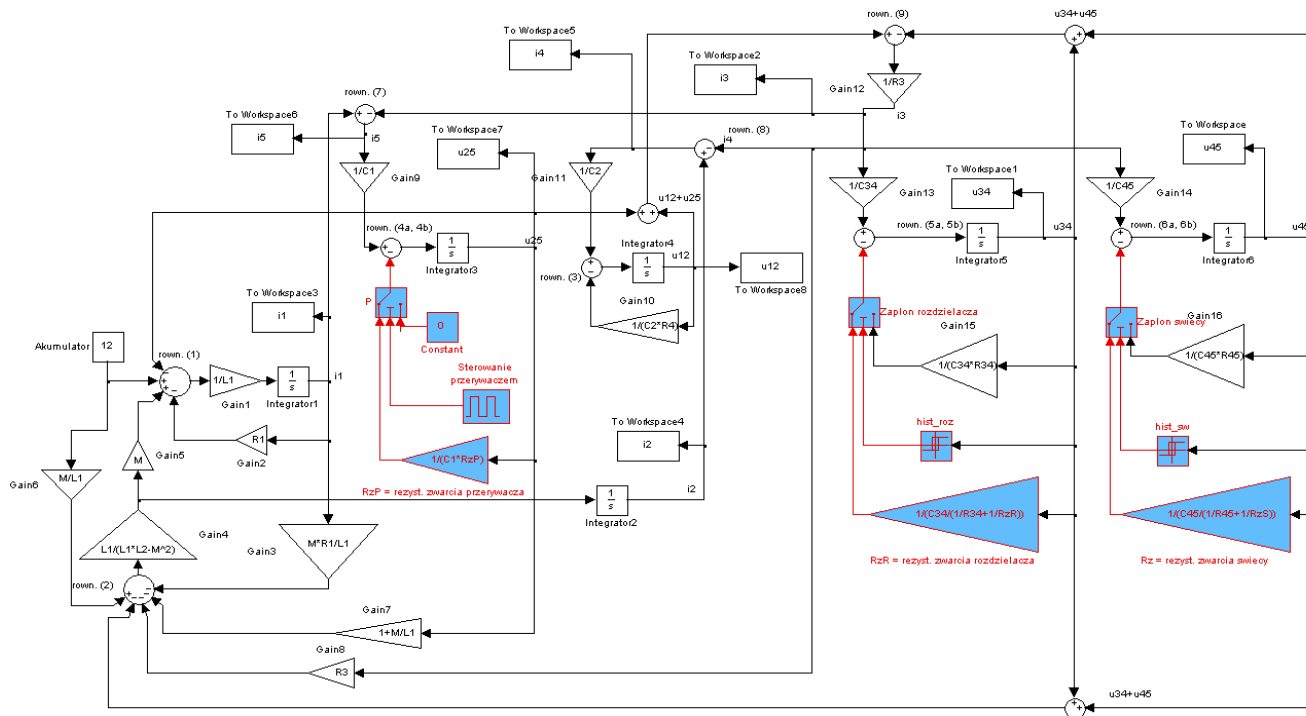 rown. (9)
u34+u45
To Workspace5
i4
To Workspace2
i3
Gain12
1/R3
i3
To Workspace6
i5
rown. (7)
i5
To Workspace7
u25
rown. (8)
i4
To Workspace
u45
1/C1
Gain9
1/C2
Gain11
1/C34
Gain13
To Workspace1
u34
1/C45
Gain14
u12+u25
rown. (4a, 4b)
1
s
Integrator3
u25
rown. (3)
Integrator4
1
s
u12
u12
To Workspace8
rown. (5a, 5b)
1
s
Integrator5
u34
rown. (6a, 6b)
1
s
Integrator6
u45
To Workspace3
i1
P
0
Constant
Gain10
1/(C2*R4)
Zaplon rozdzielacza
Gain15
1/(C34*R34)
Zaplon swiecy
Gain16
1/(C45*R45)
Akumulator
12
rown. (1)
1/L1
Gain1
1
s
Integrator1
i1
Sterowanie
przerywaczem
R1
Gain2
M
Gain5
M/L1
Gain6
1/(C1*RzP)
RzP = rezyst. zwarcia przerywacza
To Workspace4
i2
1
s
Integrator2
i2
hist_roz
hist_sw
L1/(L1*L2-M^2)
Gain4
Gain3
M*R1/L1
1/(C34/(1/R34+1/RzR))
RzR = rezyst. zwarcia rozdzielacza
1/(C45/(1/R45+1/RzS))
Rz = rezyst. zwarcia swiecy
rown. (2)
Gain7
1+M/L1
Gain8
R3
u34+u45